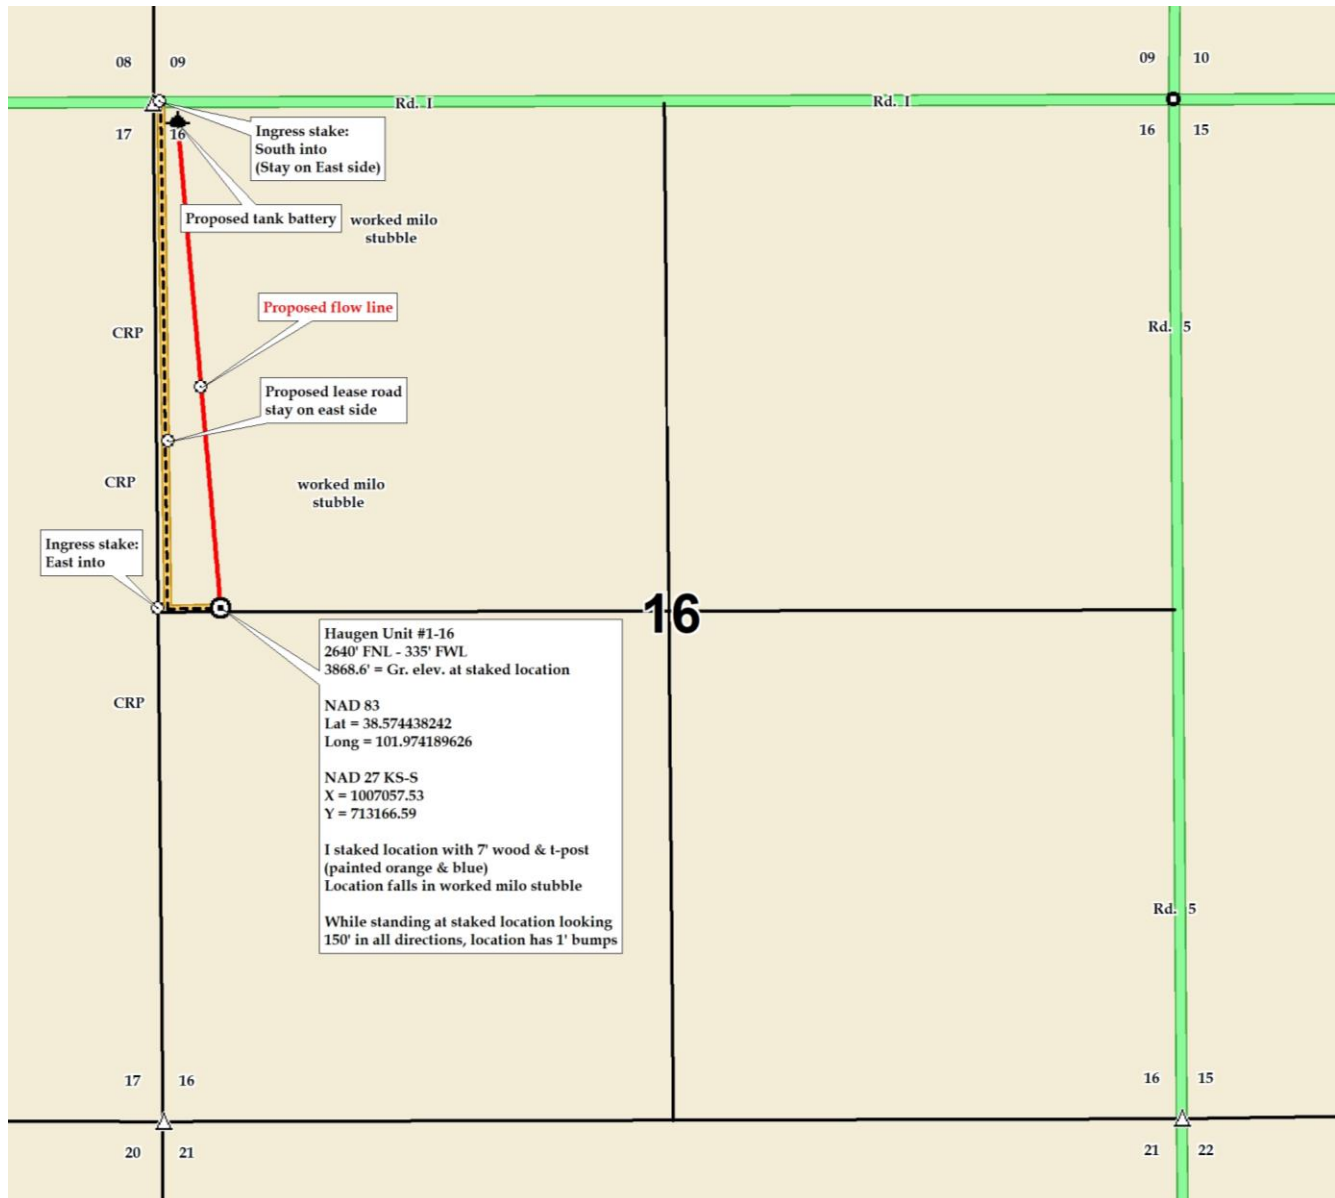 08 09
09 10
Rd. I
Rd. I
17 16
16 15
Ingress stake:
South into
(Stay on East side)
Proposed tank battery
worked milo
stubble
Proposed flow line
CRP
Rd. 5
Proposed lease road
stay on east side
CRP
worked milo
stubble
Ingress stake:
East into
16
Haugen Unit #1-16
2640' FNL - 335' FWL
3868.6' = Gr. elev. at staked location
NAD 83
Lat = 38.574438242
Long = 101.974189626
NAD 27 KS-S
X = 1007057.53
Y = 713166.59
I staked location with 7' wood & t-post
(painted orange & blue)
Location falls in worked milo stubble
While standing at staked location looking
150' in all directions, location has 1' bumps
CRP
Rd. 5
17 16
16 15
20 21
21 22